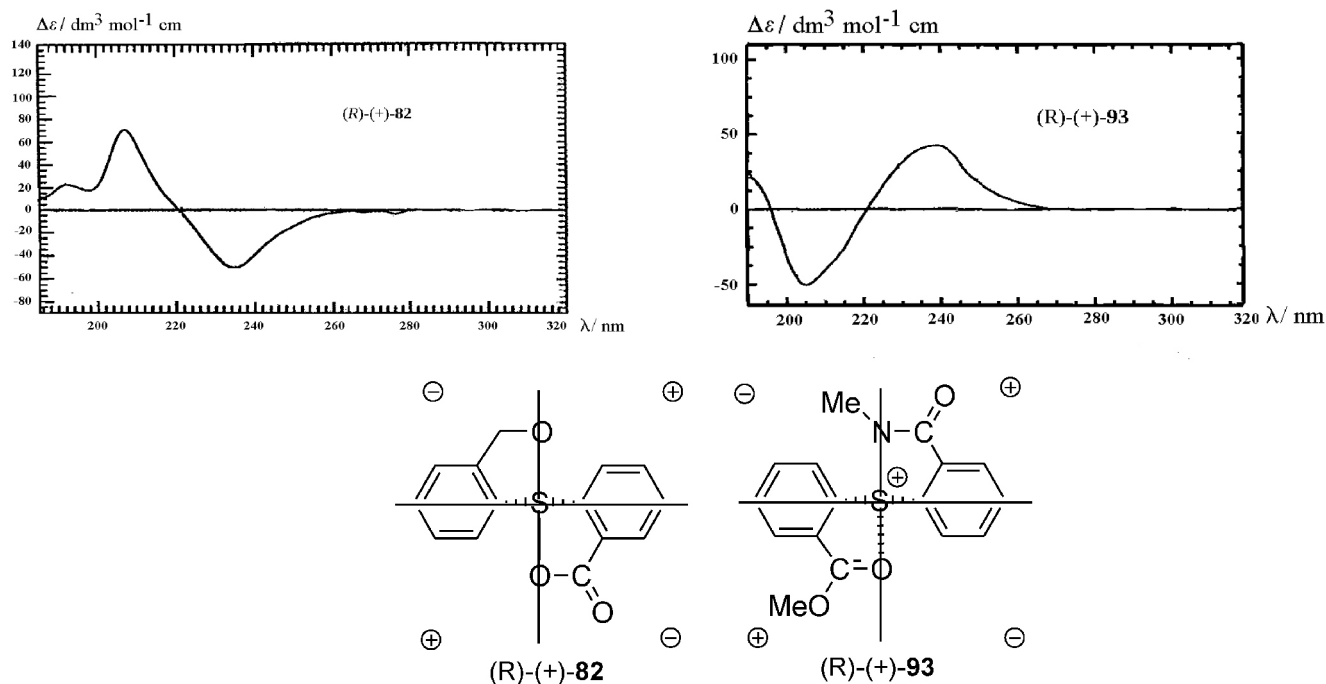 Δε / dm³ mol⁻¹ cm
140
120
100
80
60
40
20
0
-20
-40
-60
-80
(R)-(+)-82
200 220 240 260 280 300 320 λ/ nm
Δε / dm³ mol⁻¹ cm
100
50
0
-50
(R)-(+)-93
200 220 240 260 280 300 320 λ/ nm
⊖ ⊕
O
S
O C
O
⊕ ⊖
(R)-(+)-82
⊖ ⊕
Me O
N C
⊕
S
C O
MeO
⊕ ⊖
(R)-(+)-93